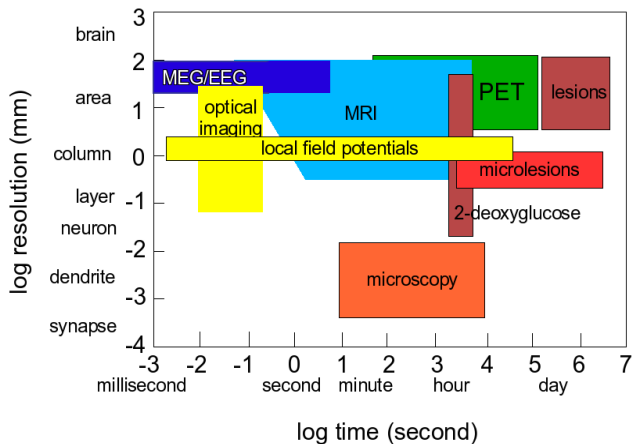 3
brain
2
MEG/EEG
area
1
optical
imaging
MRI
PET
lesions
column
0
local field potentials
microlesions
layer
-1
neuron
2-deoxyglucose
-2
dendrite
microscopy
-3
synapse
-4
log resolution (mm)
-3 -2 -1 0 1 2 3 4 5 6 7
millisecond second minute hour day
log time (second)